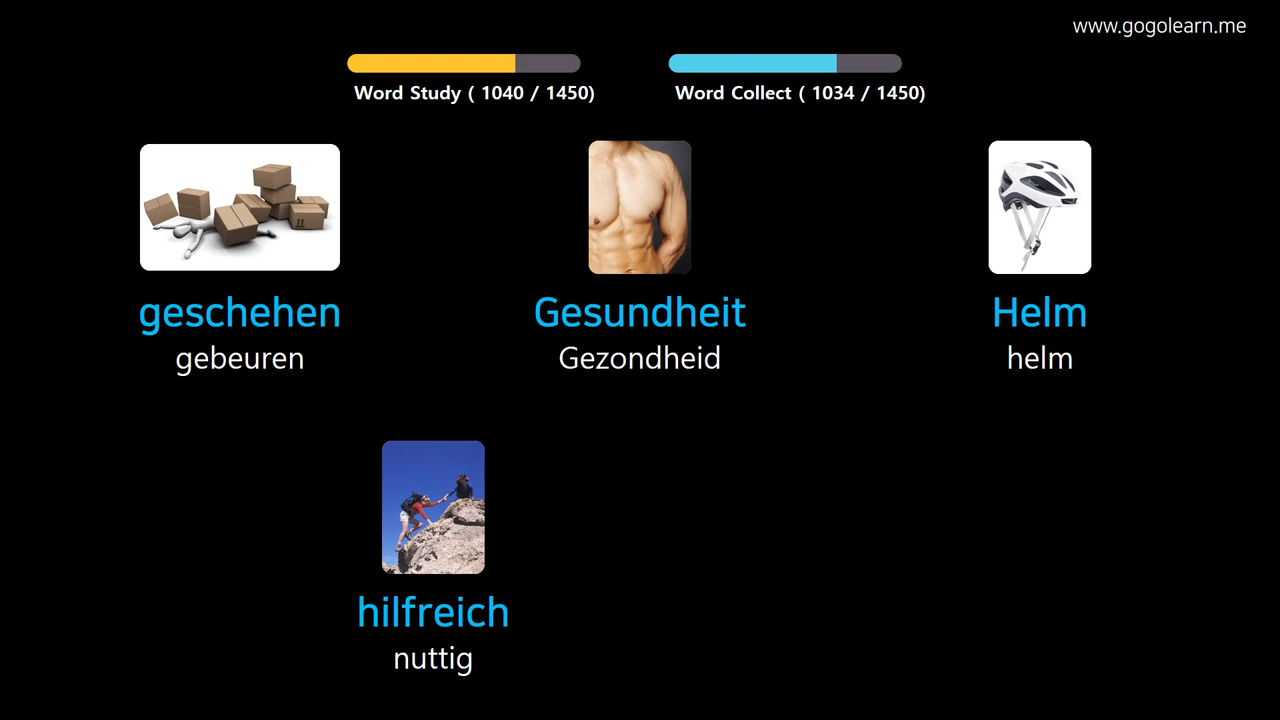 www.gogolearn.me
Word Study ( 1040 / 1450)
Word Collect ( 1034 / 1450)
geschehen
gebeuren
Gesundheit
Gezondheid
Helm
helm
hilfreich
nuttig